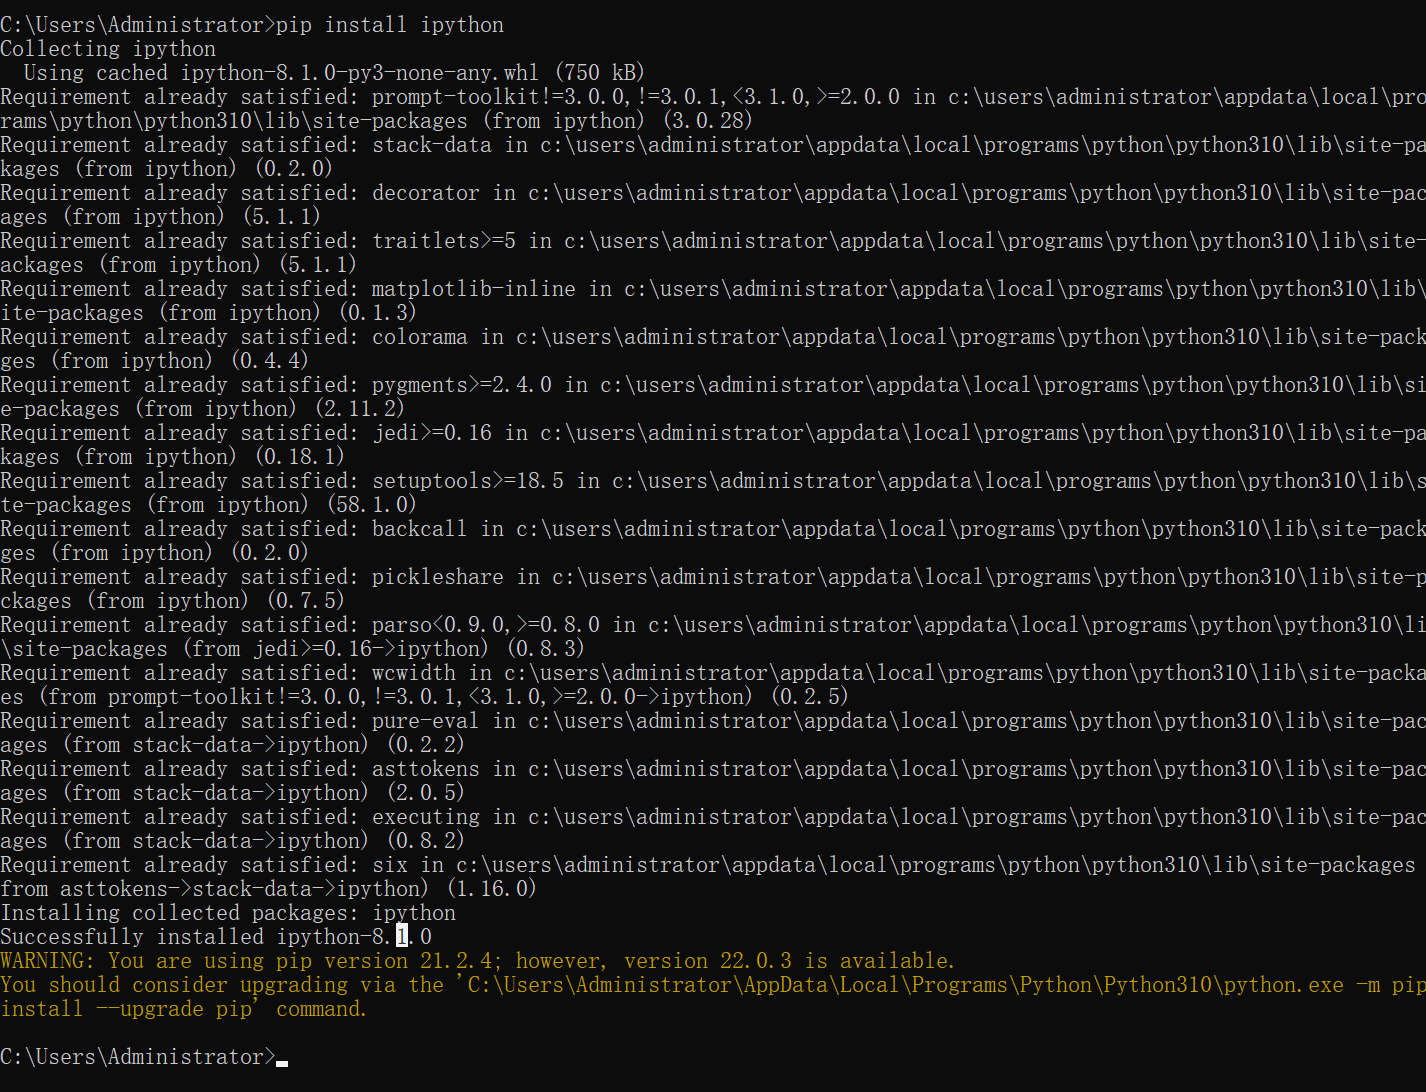 C:\Users\Administrator>pip install ipython
Collecting ipython
  Using cached ipython-8.1.0-py3-none-any.whl (750 kB)
Requirement already satisfied: prompt-toolkit!=3.0.0,!=3.0.1,<3.1.0,>=2.0.0 in c:\users\administrator\appdata\local\pro
rams\python\python310\lib\site-packages (from ipython) (3.0.28)
Requirement already satisfied: stack-data in c:\users\administrator\appdata\local\programs\python\python310\lib\site-pa
kages (from ipython) (0.2.0)
Requirement already satisfied: decorator in c:\users\administrator\appdata\local\programs\python\python310\lib\site-pac
ages (from ipython) (5.1.1)
Requirement already satisfied: traitlets>=5 in c:\users\administrator\appdata\local\programs\python\python310\lib\site-
ackages (from ipython) (5.1.1)
Requirement already satisfied: matplotlib-inline in c:\users\administrator\appdata\local\programs\python\python310\lib\
ite-packages (from ipython) (0.1.3)
Requirement already satisfied: colorama in c:\users\administrator\appdata\local\programs\python\python310\lib\site-pack
ges (from ipython) (0.4.4)
Requirement already satisfied: pygments>=2.4.0 in c:\users\administrator\appdata\local\programs\python\python310\lib\si
e-packages (from ipython) (2.11.2)
Requirement already satisfied: jedi>=0.16 in c:\users\administrator\appdata\local\programs\python\python310\lib\site-pa
kages (from ipython) (0.18.1)
Requirement already satisfied: setuptools>=18.5 in c:\users\administrator\appdata\local\programs\python\python310\lib\s
te-packages (from ipython) (58.1.0)
Requirement already satisfied: backcall in c:\users\administrator\appdata\local\programs\python\python310\lib\site-pack
ges (from ipython) (0.2.0)
Requirement already satisfied: pickleshare in c:\users\administrator\appdata\local\programs\python\python310\lib\site-p
ckages (from ipython) (0.7.5)
Requirement already satisfied: parso<0.9.0,>=0.8.0 in c:\users\administrator\appdata\local\programs\python\python310\li
\site-packages (from jedi>=0.16->ipython) (0.8.3)
Requirement already satisfied: wcwidth in c:\users\administrator\appdata\local\programs\python\python310\lib\site-packa
es (from prompt-toolkit!=3.0.0,!=3.0.1,<3.1.0,>=2.0.0->ipython) (0.2.5)
Requirement already satisfied: pure-eval in c:\users\administrator\appdata\local\programs\python\python310\lib\site-pac
ages (from stack-data->ipython) (0.2.2)
Requirement already satisfied: asttokens in c:\users\administrator\appdata\local\programs\python\python310\lib\site-pac
ages (from stack-data->ipython) (2.0.5)
Requirement already satisfied: executing in c:\users\administrator\appdata\local\programs\python\python310\lib\site-pac
ages (from stack-data->ipython) (0.8.2)
Requirement already satisfied: six in c:\users\administrator\appdata\local\programs\python\python310\lib\site-packages
from asttokens->stack-data->ipython) (1.16.0)
Installing collected packages: ipython
Successfully installed ipython-8.1.0
WARNING: You are using pip version 21.2.4; however, version 22.0.3 is available.
You should consider upgrading via the 'C:\Users\Administrator\AppData\Local\Programs\Python\Python310\python.exe -m pip
install --upgrade pip' command.
C:\Users\Administrator>